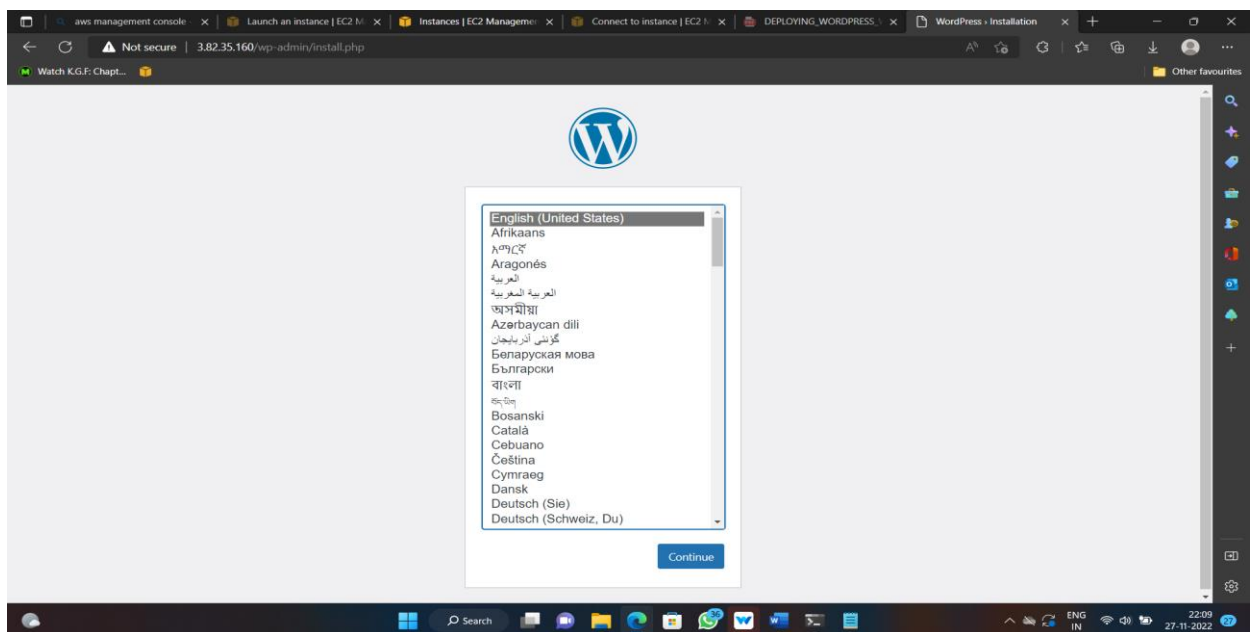 aws management console
Launch an instance | EC2 M
Instances | EC2 Managemen
Connect to instance | EC2 M
DEPLOYING_WORDPRESS_
WordPress › Installation
Not secure | 3.82.35.160/wp-admin/install.php
Watch K.G.F: Chapt...
Other favourites
English (United States)
Afrikaans
አማርኛ
Aragonés
العربية
العربية المغربية
অসমীয়া
Azərbaycan dili
گؤنئی آذربایجان
Беларуская мова
Български
বাংলা
བོད་ཡིག
Bosanski
Català
Cebuano
Čeština
Cymraeg
Dansk
Deutsch (Sie)
Deutsch (Schweiz, Du)
Continue
Search
36
ENG
IN
22:09
27-11-2022
27